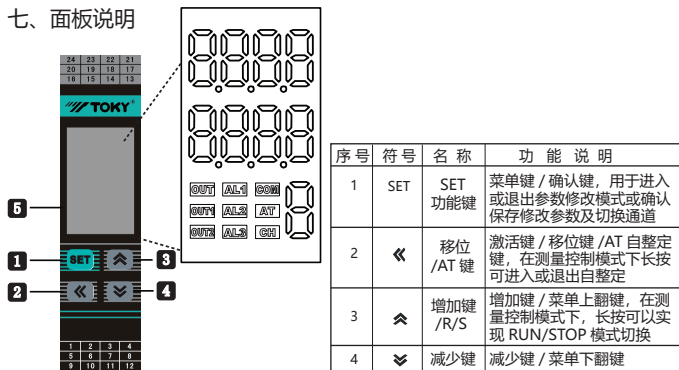 七、面板说明
24 23 22 21
20 19 18 17
16 15 14 13
TOKY®
OUT AL1 COM
OUT1 AL2 AT
OUT2 AL3 CH
5
1 SET 3
2 4
1 2 3 4
5 6 7 8
9 10 11 12
序号 符号 名 称 功 能 说 明
1 SET SET 功能键 菜单键 / 确认键，用于进入
或退出参数修改模式或确认
保存修改参数及切换通道
2 移位 /AT 键 激活键 / 移位键 /AT 自整定
键，在测量控制模式下长按
可进入或退出自整定
3 增加键 /R/S 增加键 / 菜单上翻键，在测
量控制模式下，长按可以实
现 RUN/STOP 模式切换
4 减少键 减少键 / 菜单下翻键